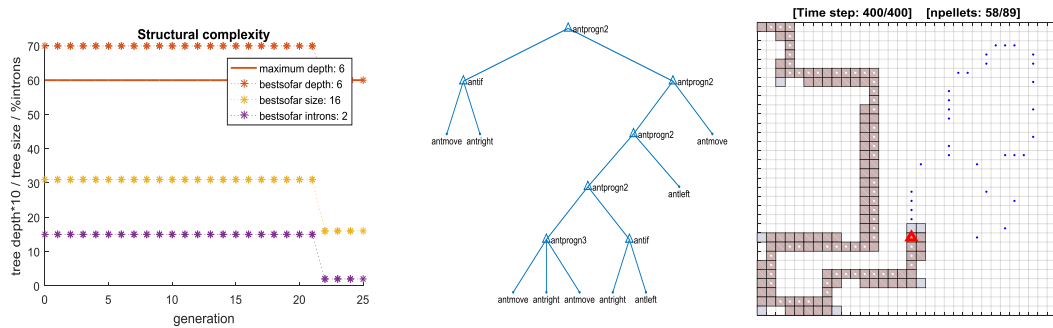 Structural complexity
tree depth*10 / tree size / %introns
70
60
50
40
30
20
10
0
0 5 10 15 20 25
generation
maximum depth: 6
bestsofar depth: 6
bestsofar size: 16
bestsofar introns: 2
antprogn2
antif antprogn2
antmove antright antprogn2 antmove
antprogn2 antleft
antprogn3 antif
antmove antright antmove antright antleft
[Time step: 400/400] [npellets: 58/89]